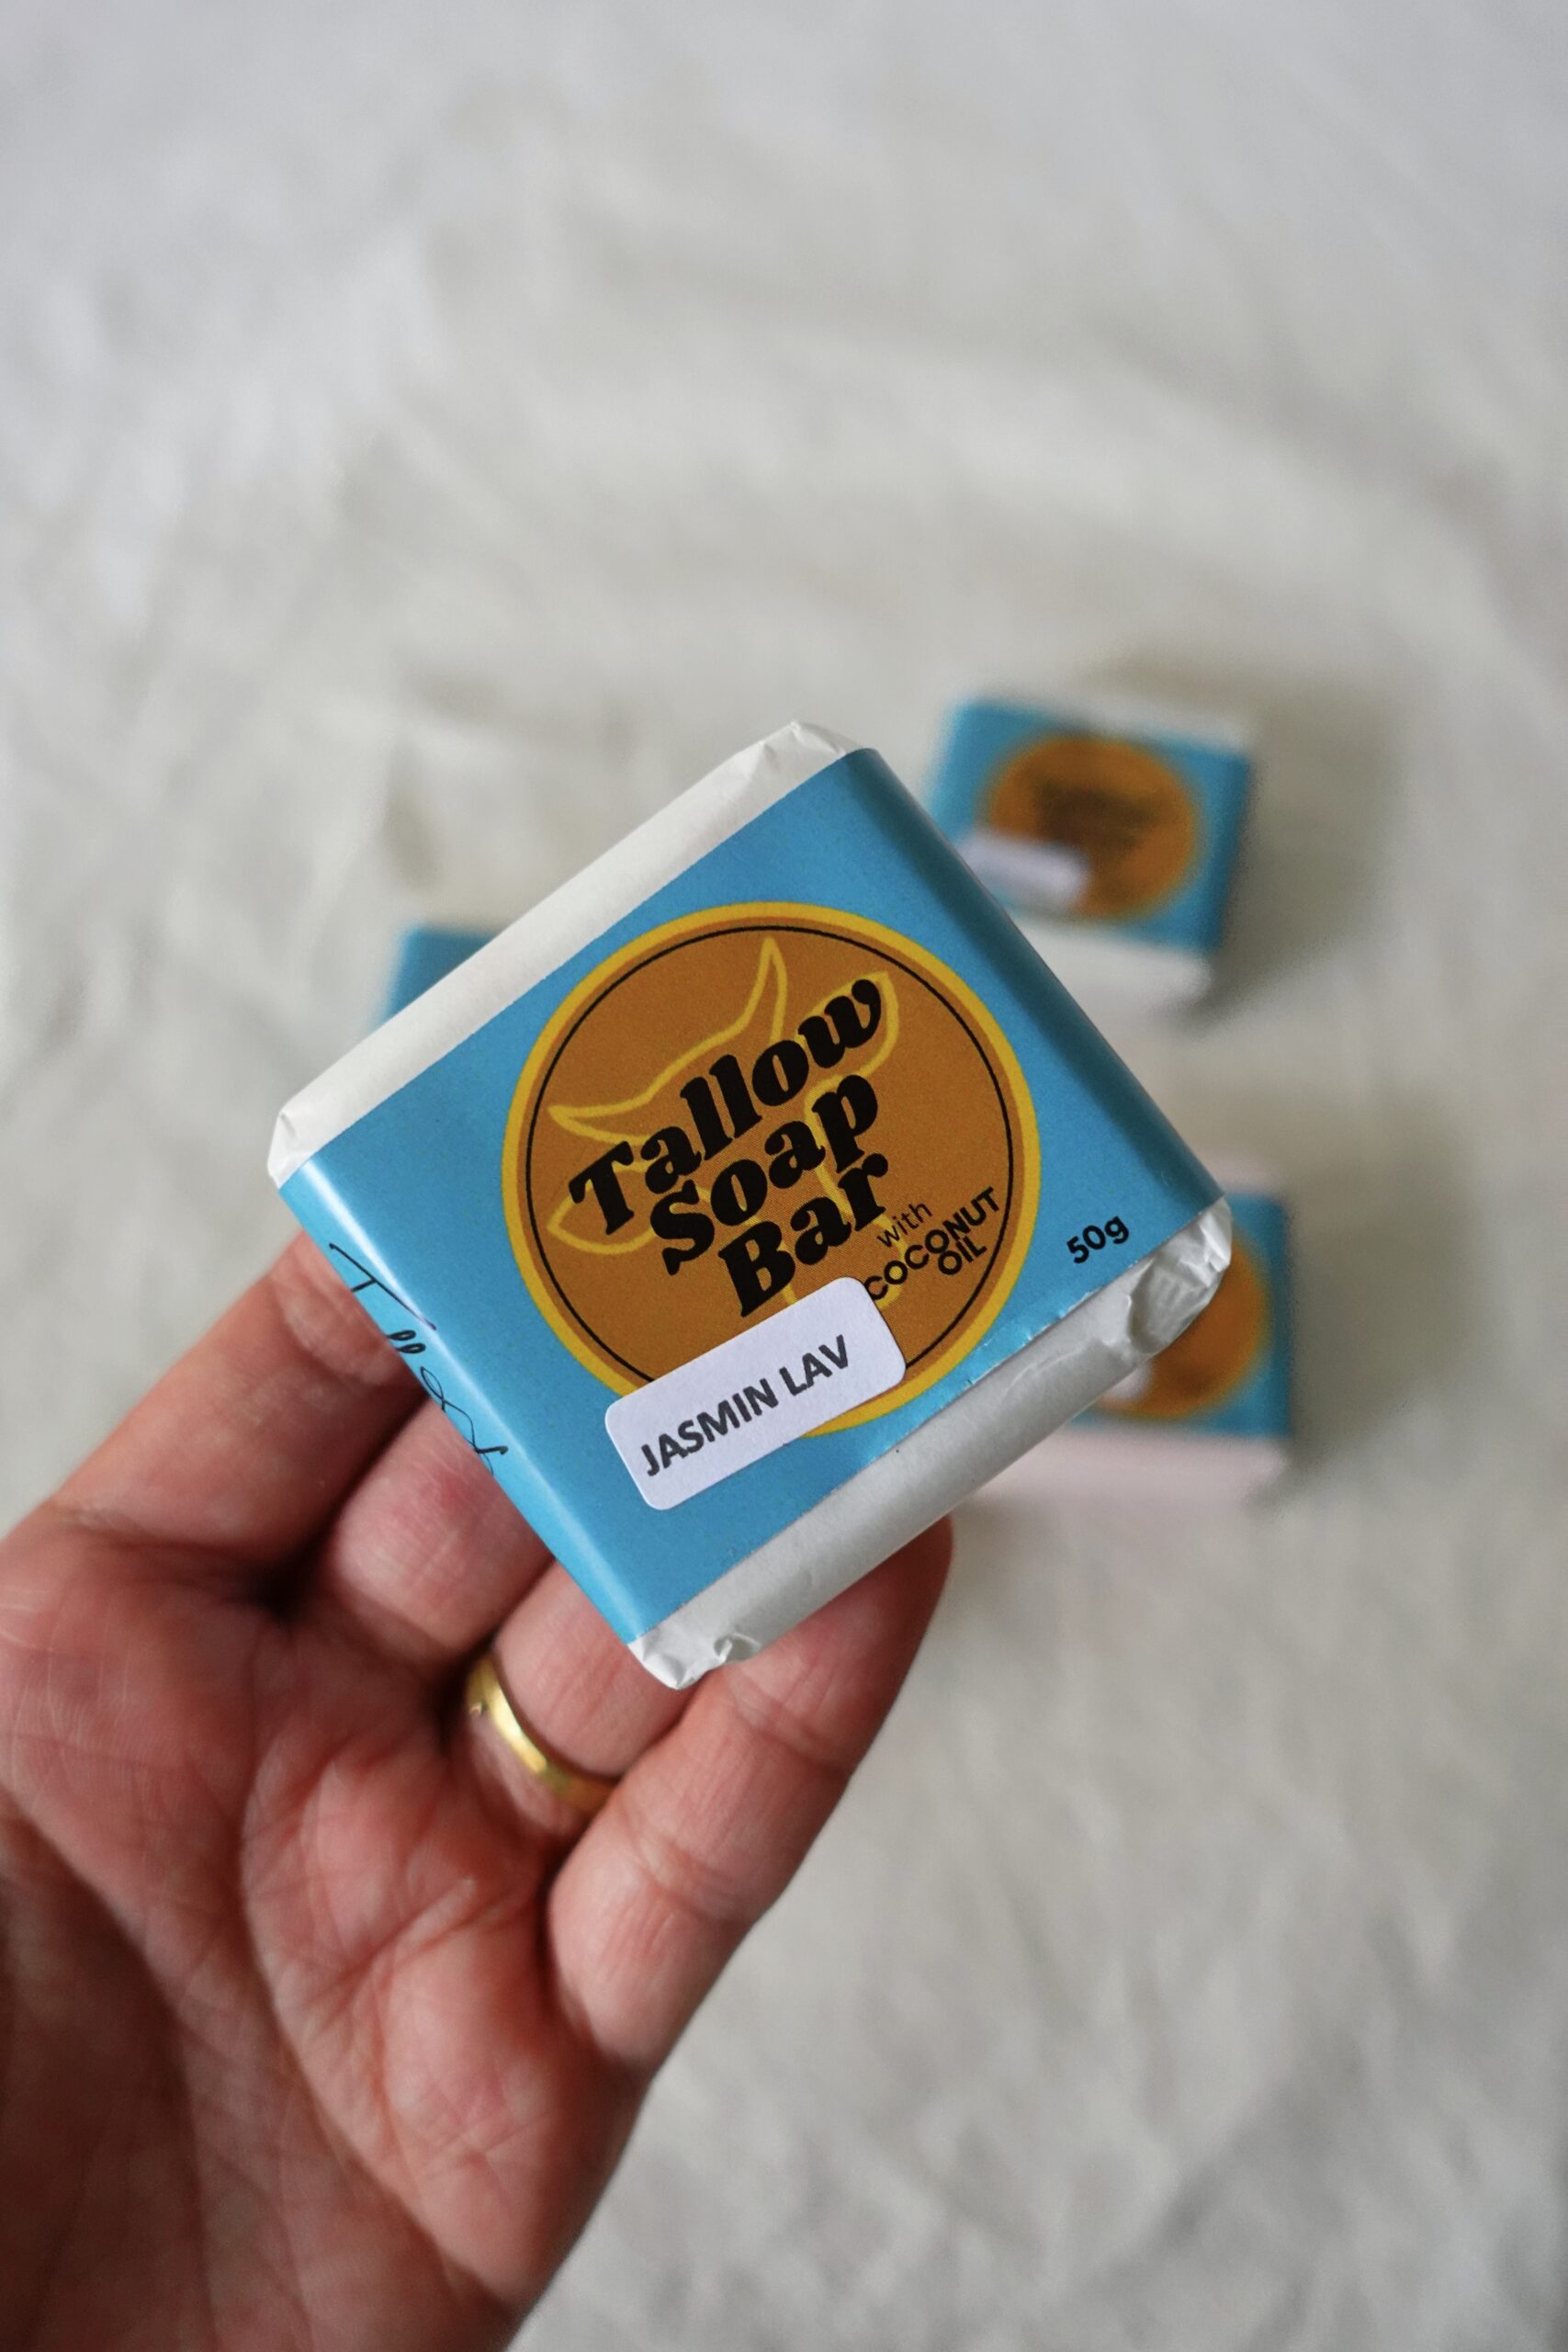 Tallow
Soap
Bar
with
COCONUT
OIL
50g
JASMIN LAV